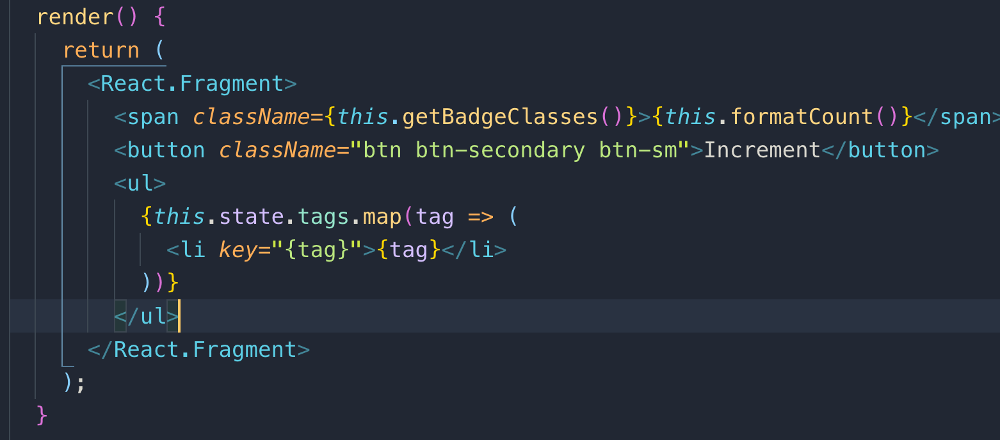 render() {
return (
<React.Fragment>
<span className={this.getBadgeClasses()}>{this.formatCount()}</span>
<button className="btn btn-secondary btn-sm">Increment</button>
<ul>
{this.state.tags.map(tag => (
<li key="{tag}">{tag}</li>
))}
</ul>
</React.Fragment>
);
}